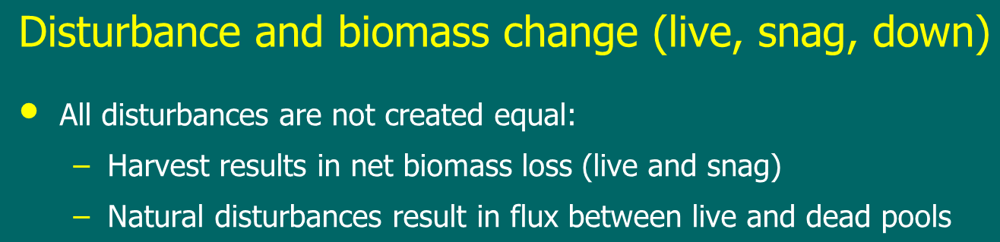 Disturbance and biomass change (live, snag, down)
• All disturbances are not created equal:
– Harvest results in net biomass loss (live and snag)
– Natural disturbances result in flux between live and dead pools